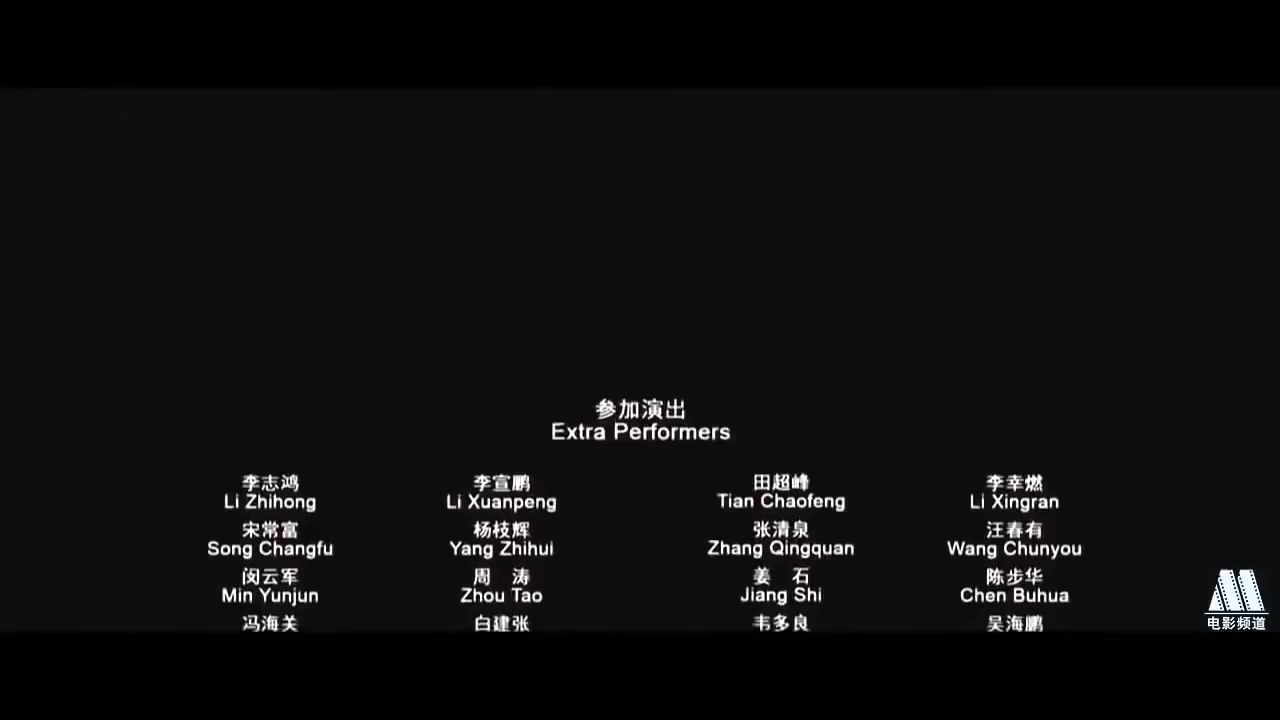 参加演出
Extra Performers
李志鸿 李宣鹏 田超峰 李幸燃
Li Zhihong Li Xuanpeng Tian Chaofeng Li Xingran
宋常富 杨枝辉 张清泉 汪春有
Song Changfu Yang Zhihui Zhang Qingquan Wang Chunyou
闵云军 周 涛 姜 石 陈步华
Min Yunjun Zhou Tao Jiang Shi Chen Buhua
冯海关 白建张 韦多良 吴海鹏
电影频道